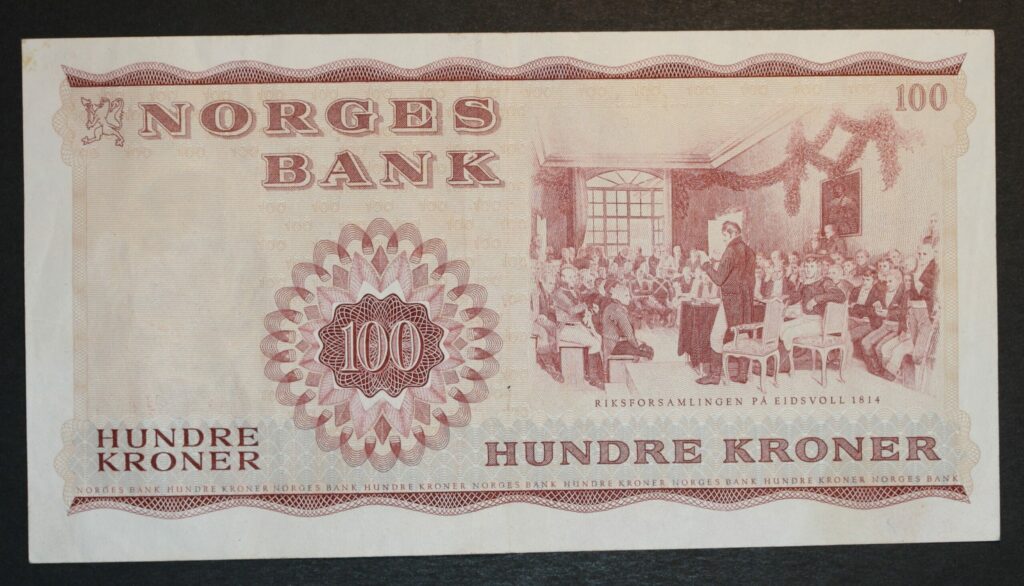 NORGES
BANK
100
100
RIKSFORSAMLINGEN PÅ EIDSVOLL 1814
HUNDRE
KRONER
HUNDRE KRONER
NORGES BANK HUNDRE KRONER NORGES BANK HUNDRE KRONER NORGES BANK HUNDRE KRONER NORGES BANK HUNDRE KRONER NORGES BANK